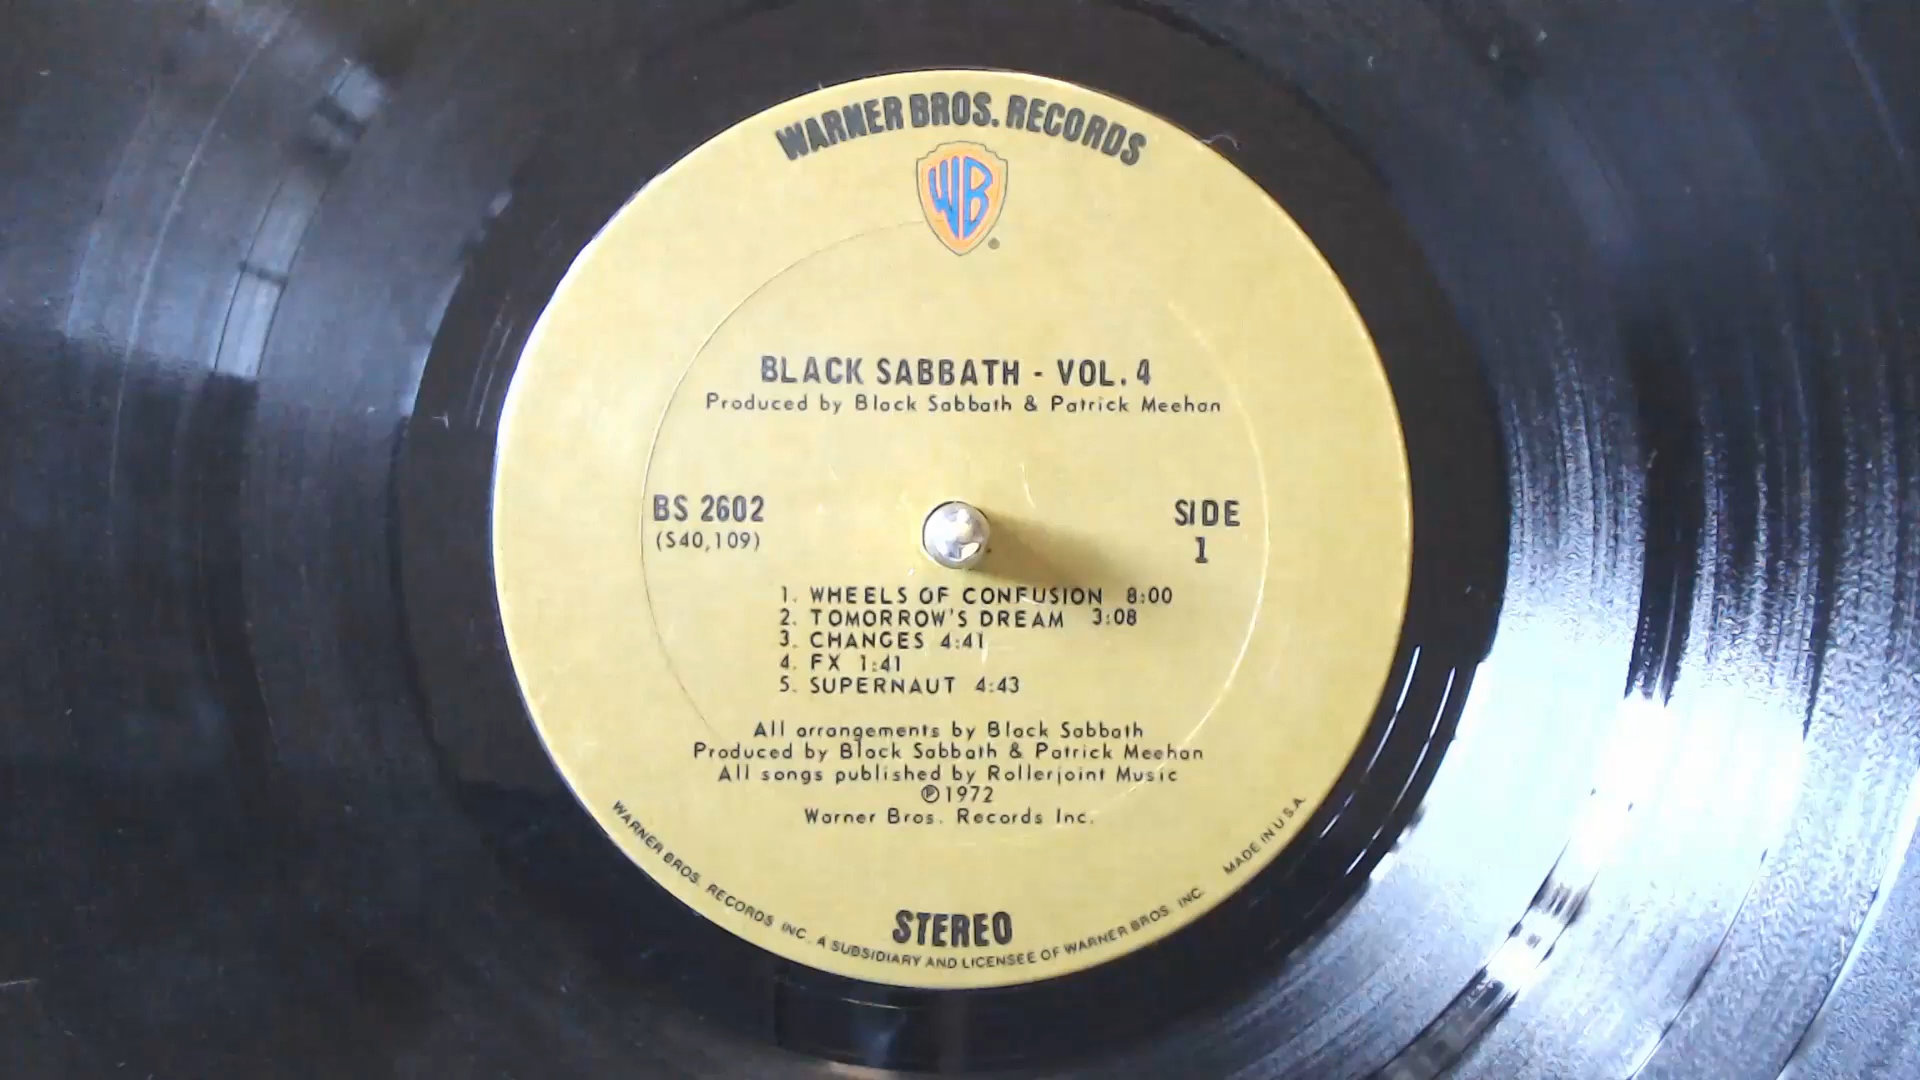 WARNER BROS. RECORDS
WB
®
BLACK SABBATH - VOL. 4
Produced by Black Sabbath & Patrick Meehan
BS 2602
(S40,109)
SIDE
1
1. WHEELS OF CONFUSION 8:00
2. TOMORROW'S DREAM 3:08
3. CHANGES 4:41
4. FX 1:41
5. SUPERNAUT 4:43
All arrangements by Black Sabbath
Produced by Black Sabbath & Patrick Meehan
All songs published by Rollerjoint Music
℗ 1972
Warner Bros. Records Inc.
STEREO
WARNER BROS. RECORDS INC., A SUBSIDIARY AND LICENSEE OF WARNER BROS. INC. MADE IN U.S.A.